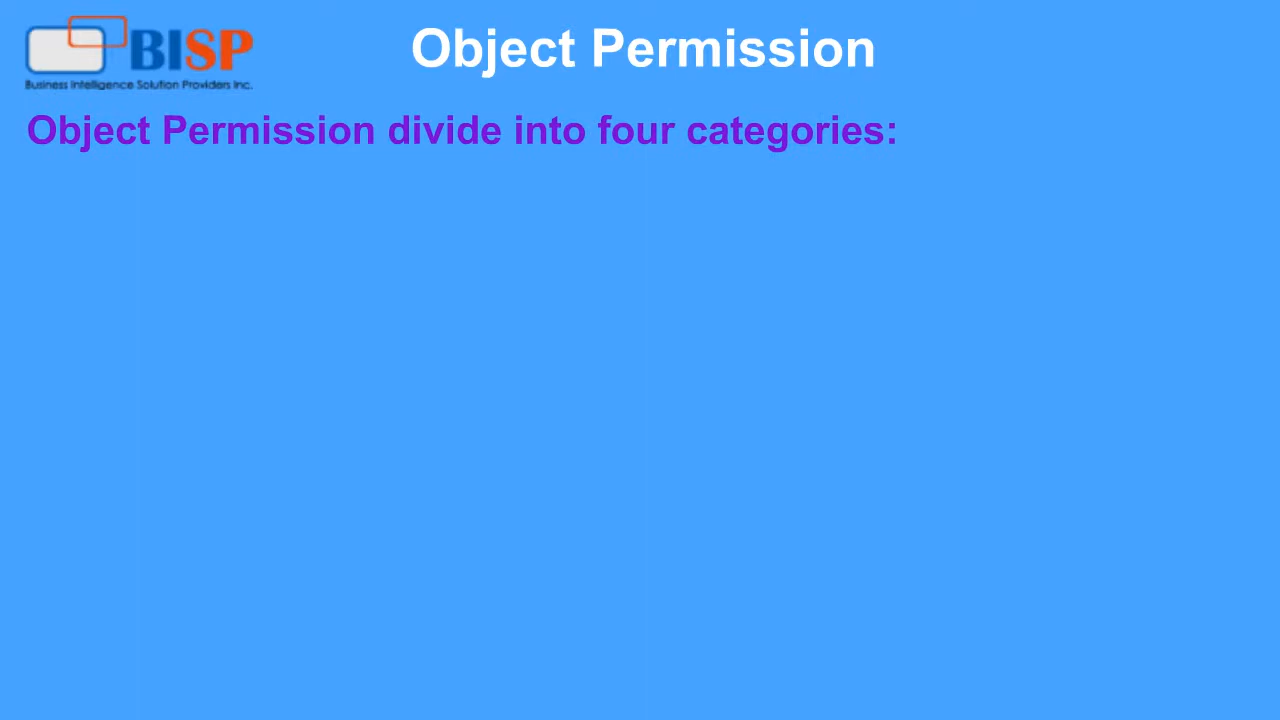 BISP
Business Intelligence Solution Providers Inc.
Object Permission
Object Permission divide into four categories: